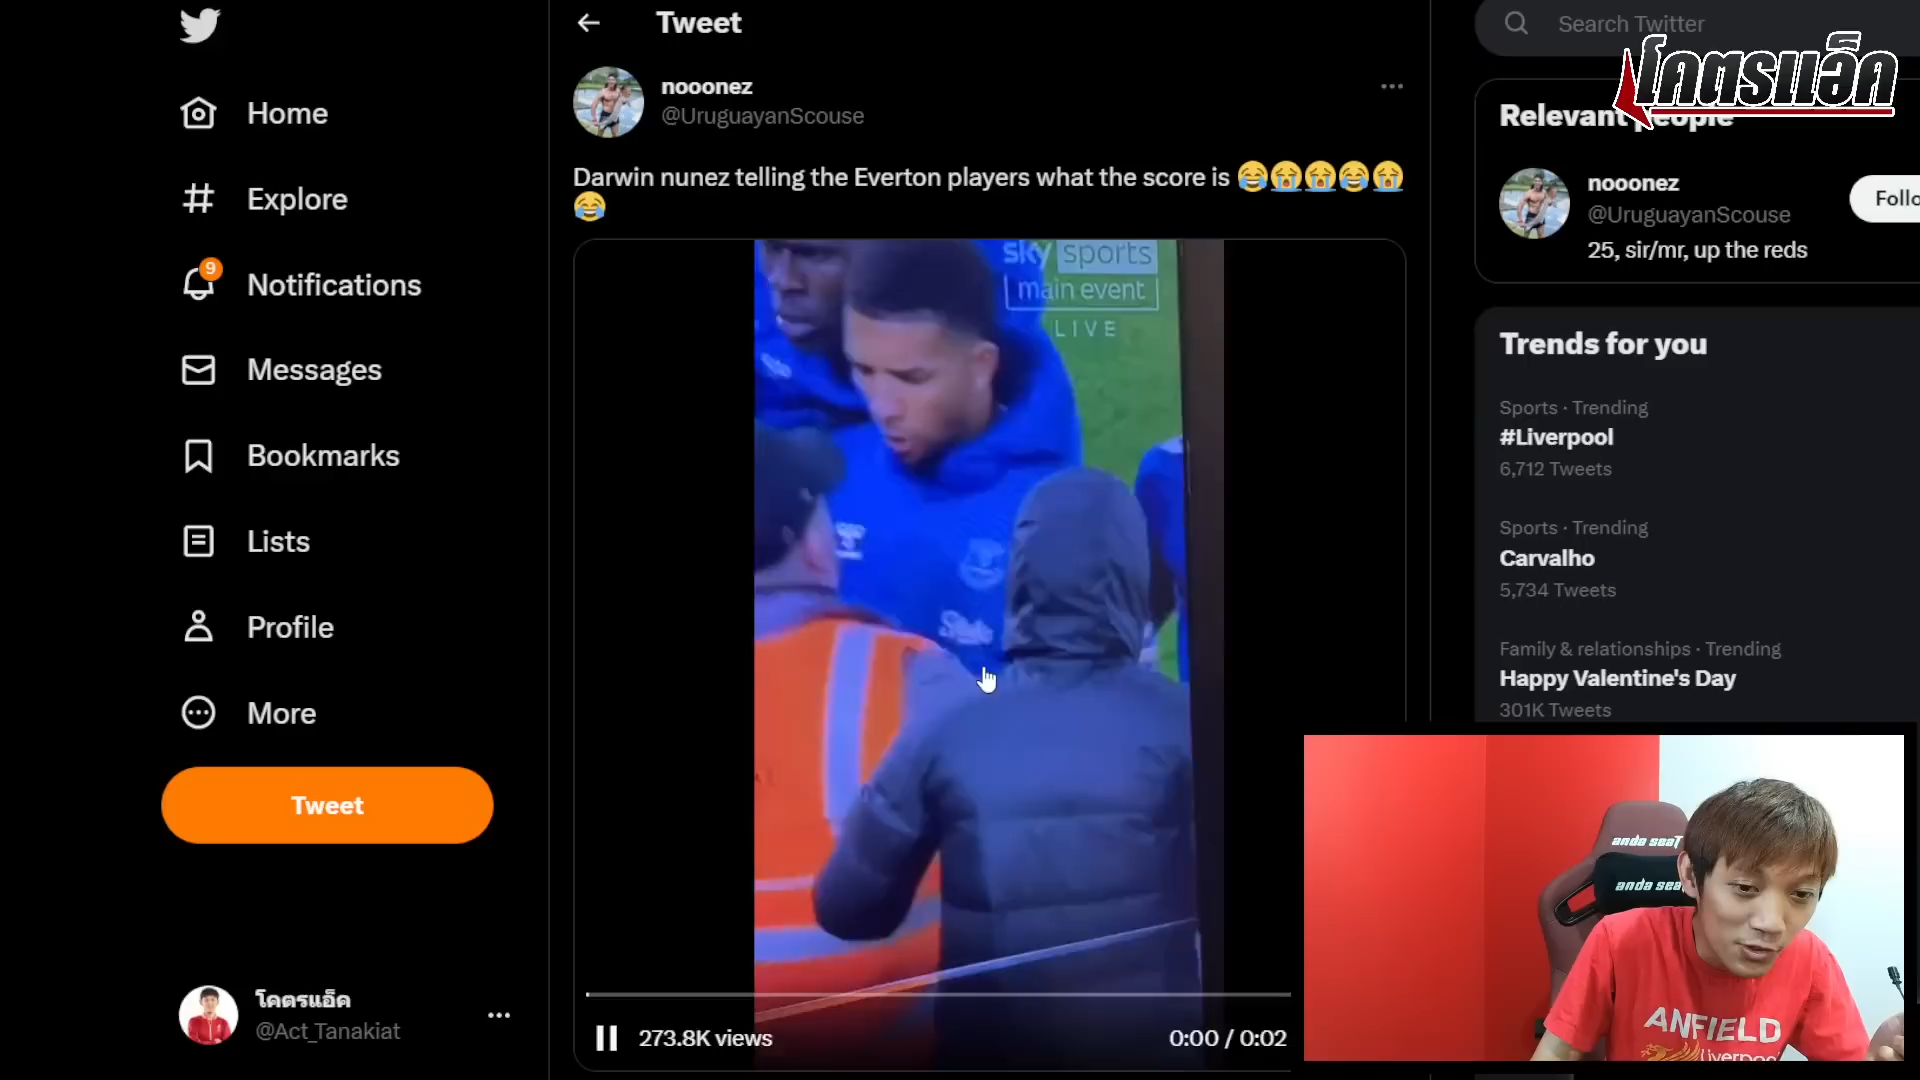 Home
Explore
9
Notifications
Messages
Bookmarks
Lists
Profile
More
Tweet
โคตรแอ็ค
@Act_Tanakiat
Tweet
nooonez
@UruguayanScouse
Darwin nunez telling the Everton players what the score is 😂😭😭😂😭
😂
sky sports
main event
LIVE
273.8K views
0:00 / 0:02
Search Twitter
โคตรแอ็ค
Relevant people
nooonez
@UruguayanScouse
25, sir/mr, up the reds
Follo
Trends for you
Sports · Trending
#Liverpool
6,712 Tweets
Sports · Trending
Carvalho
5,734 Tweets
Family & relationships · Trending
Happy Valentine's Day
301K Tweets
anda seaT
anda sea
ANFIELD
Liverpool